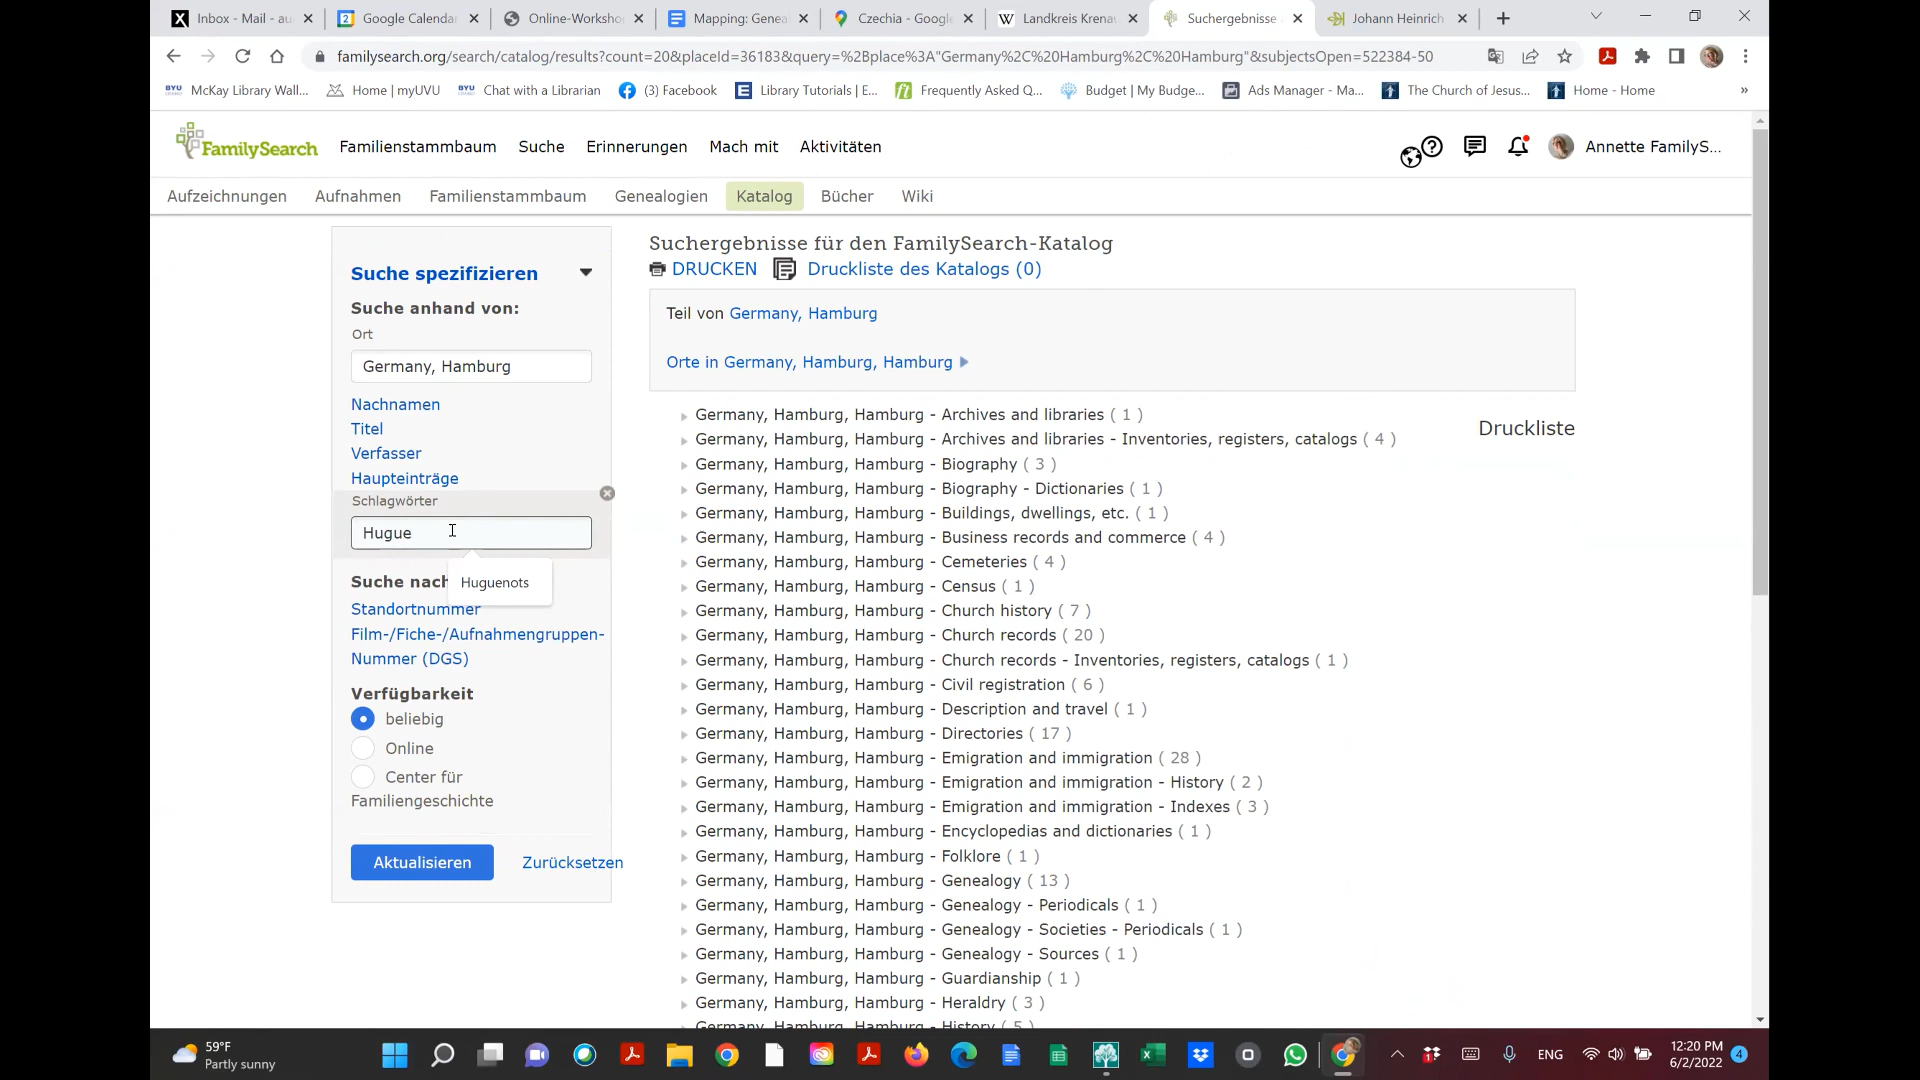 Inbox - Mail - au
Google Calenda
Online-Worksho
Mapping: Genea
Czechia - Google
Landkreis Krenau
Suchergebnisse
Johann Heinrich
familysearch.org/search/catalog/results?count=20&placeId=36183&query=%2Bplace%3A"Germany%2C%20Hamburg%2C%20Hamburg"&subjectsOpen=522384-50
McKay Library Wall...
Home | myUVU
Chat with a Librarian
(3) Facebook
Library Tutorials | E...
Frequently Asked Q...
Budget | My Budge...
Ads Manager - Ma...
The Church of Jesus...
Home - Home
FamilySearch
Familienstammbaum
Suche
Erinnerungen
Mach mit
Aktivitäten
Annette FamilyS...
Aufzeichnungen
Aufnahmen
Familienstammbaum
Genealogien
Katalog
Bücher
Wiki
Suche spezifizieren
Suche anhand von:
Ort
Germany, Hamburg
Nachnamen
Titel
Verfasser
Haupteinträge
Schlagwörter
Hugue
Huguenots
Suche nach
Standortnummer
Film-/Fiche-/Aufnahmengruppen-
Nummer (DGS)
Verfügbarkeit
beliebig
Online
Center für
Familiengeschichte
Aktualisieren
Zurücksetzen
Suchergebnisse für den FamilySearch-Katalog
DRUCKEN
Druckliste des Katalogs (0)
Teil von Germany, Hamburg
Orte in Germany, Hamburg, Hamburg
Druckliste
Germany, Hamburg, Hamburg - Archives and libraries ( 1 )
Germany, Hamburg, Hamburg - Archives and libraries - Inventories, registers, catalogs ( 4 )
Germany, Hamburg, Hamburg - Biography ( 3 )
Germany, Hamburg, Hamburg - Biography - Dictionaries ( 1 )
Germany, Hamburg, Hamburg - Buildings, dwellings, etc. ( 1 )
Germany, Hamburg, Hamburg - Business records and commerce ( 4 )
Germany, Hamburg, Hamburg - Cemeteries ( 4 )
Germany, Hamburg, Hamburg - Census ( 1 )
Germany, Hamburg, Hamburg - Church history ( 7 )
Germany, Hamburg, Hamburg - Church records ( 20 )
Germany, Hamburg, Hamburg - Church records - Inventories, registers, catalogs ( 1 )
Germany, Hamburg, Hamburg - Civil registration ( 6 )
Germany, Hamburg, Hamburg - Description and travel ( 1 )
Germany, Hamburg, Hamburg - Directories ( 17 )
Germany, Hamburg, Hamburg - Emigration and immigration ( 28 )
Germany, Hamburg, Hamburg - Emigration and immigration - History ( 2 )
Germany, Hamburg, Hamburg - Emigration and immigration - Indexes ( 3 )
Germany, Hamburg, Hamburg - Encyclopedias and dictionaries ( 1 )
Germany, Hamburg, Hamburg - Folklore ( 1 )
Germany, Hamburg, Hamburg - Genealogy ( 13 )
Germany, Hamburg, Hamburg - Genealogy - Periodicals ( 1 )
Germany, Hamburg, Hamburg - Genealogy - Societies - Periodicals ( 1 )
Germany, Hamburg, Hamburg - Genealogy - Sources ( 1 )
Germany, Hamburg, Hamburg - Guardianship ( 1 )
Germany, Hamburg, Hamburg - Heraldry ( 3 )
Germany, Hamburg, Hamburg - History ( 5 )
59°F
Partly sunny
ENG
12:20 PM
6/2/2022
4